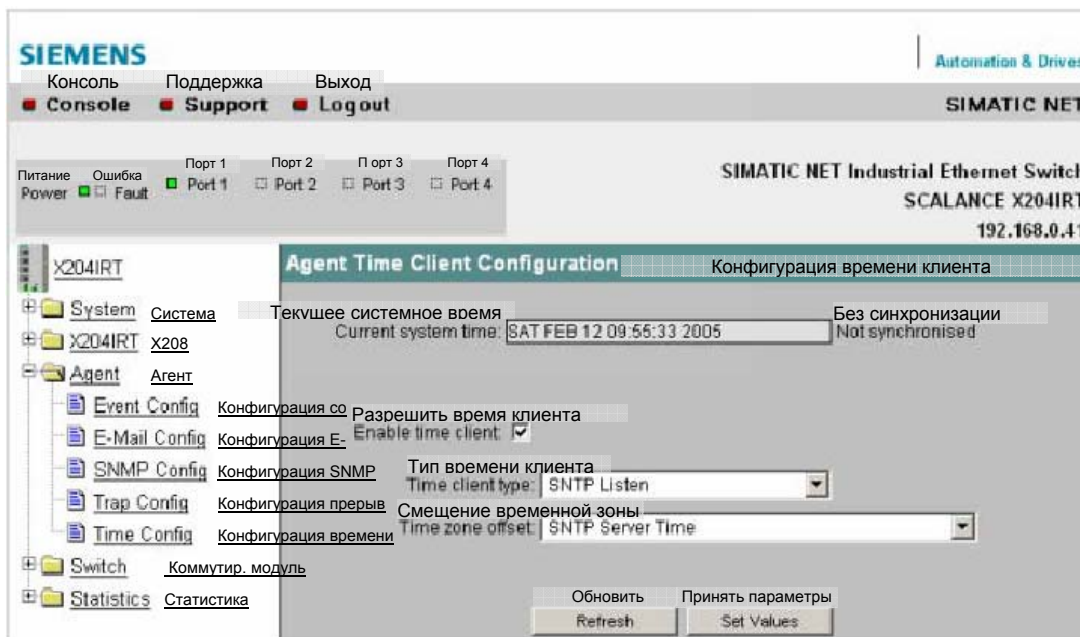 SIEMENS
Automation & Drives
Консоль Поддержка Выход
Console Support Logout
SIMATIC NET
Питание Ошибка Порт 1 Порт 2 П орт 3 Порт 4
Power Fault Port 1 Port 2 Port 3 Port 4
SIMATIC NET Industrial Ethernet Switch
SCALANCE X204IRT
192.168.0.41
X204IRT
Agent Time Client Configuration Конфигурация времени клиента
System Система
Текущее системное время Без синхронизации
Current system time: SAT FEB 12 09:55:33 2005 Not synchronised
X204IRT X208
Agent Агент
Event Config Конфигурация со
Разрешить время клиента
Enable time client:
E-Mail Config Конфигурация E-
SNMP Config Конфигурация SNMP
Тип времени клиента
Time client type: SNTP Listen
Trap Config Конфигурация прерыв
Смещение временной зоны
Time zone offset: SNTP Server Time
Time Config Конфигурация времени
Switch Коммутир. модуль
Statistics Статистика
Обновить Принять параметры
Refresh Set Values